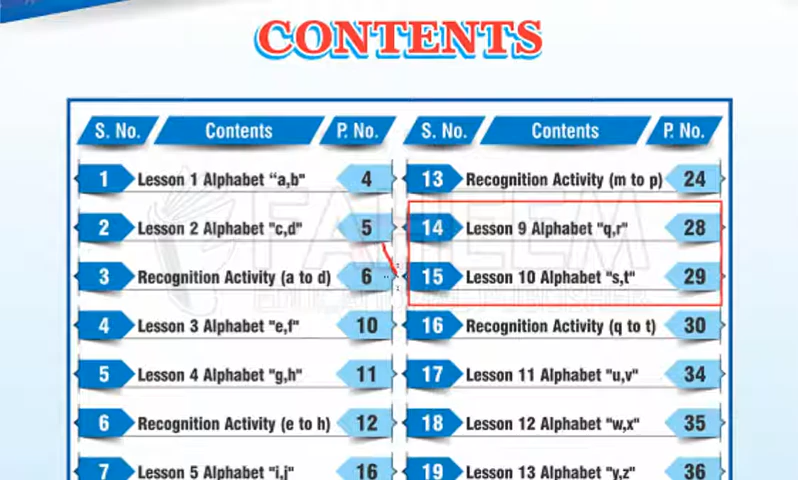 CONTENTS
S. No. Contents P. No.
1 Lesson 1 Alphabet “a,b" 4
2 Lesson 2 Alphabet "c,d" 5
3 Recognition Activity (a to d) 6
4 Lesson 3 Alphabet "e,f" 10
5 Lesson 4 Alphabet "g,h" 11
6 Recognition Activity (e to h) 12
7 Lesson 5 Alphabet "i,j" 16
S. No. Contents P. No.
13 Recognition Activity (m to p) 24
14 Lesson 9 Alphabet "q,r" 28
15 Lesson 10 Alphabet "s,t" 29
16 Recognition Activity (q to t) 30
17 Lesson 11 Alphabet "u,v" 34
18 Lesson 12 Alphabet "w,x" 35
19 Lesson 13 Alphabet "y,z" 36
FAHEEM